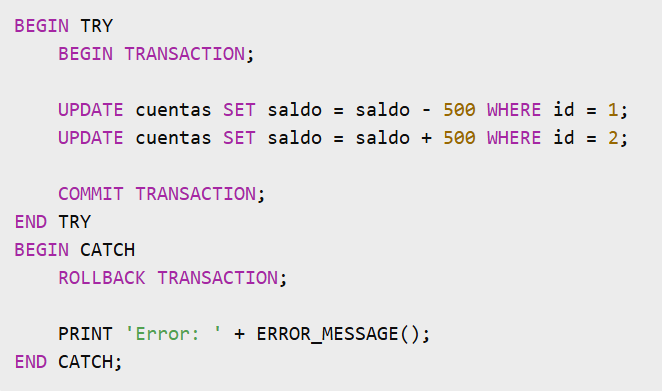 BEGIN TRY
BEGIN TRANSACTION;
UPDATE cuentas SET saldo = saldo - 500 WHERE id = 1;
UPDATE cuentas SET saldo = saldo + 500 WHERE id = 2;
COMMIT TRANSACTION;
END TRY
BEGIN CATCH
ROLLBACK TRANSACTION;
PRINT 'Error: ' + ERROR_MESSAGE();
END CATCH;